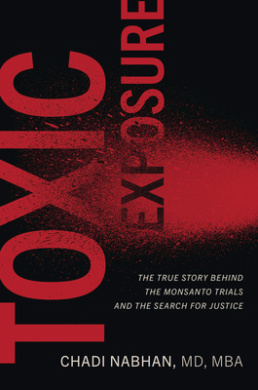 TOXIC
EXPOSURE
THE TRUE STORY BEHIND
THE MONSANTO TRIALS
AND THE SEARCH FOR JUSTICE
CHADI NABHAN, MD, MBA